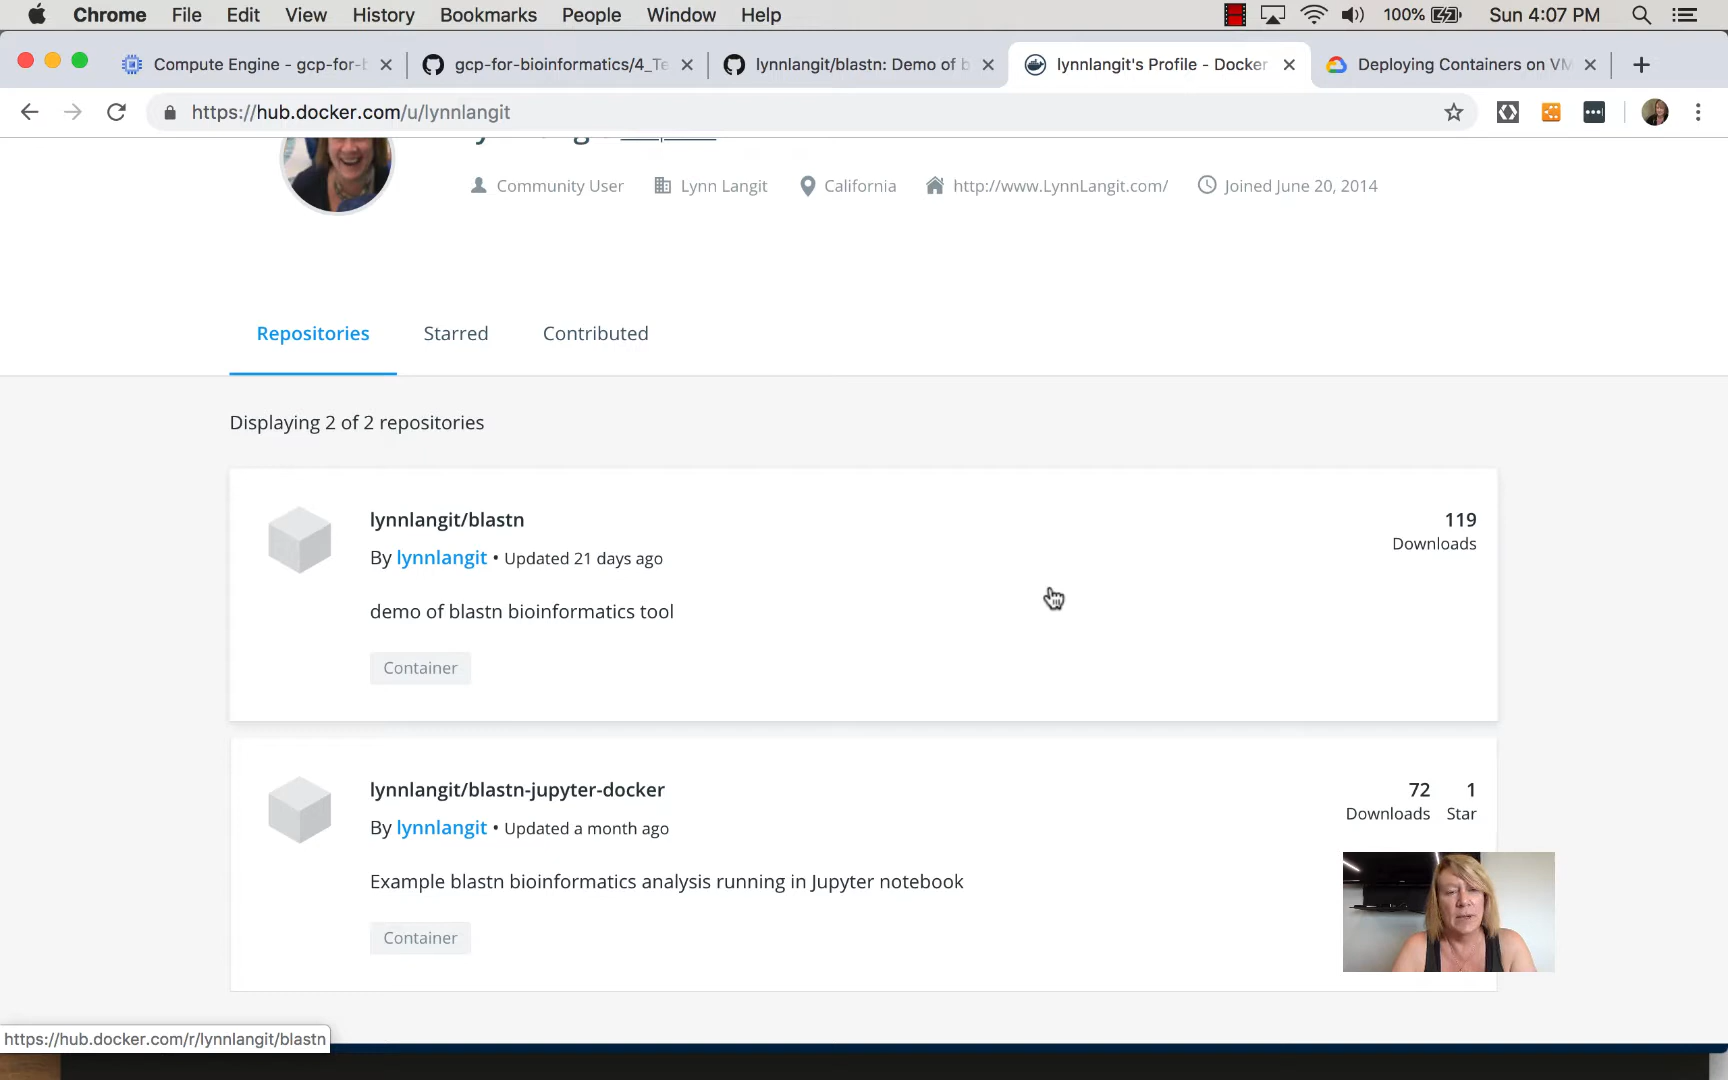 Chrome File Edit View History Bookmarks People Window Help 100% Sun 4:07 PM
Compute Engine - gcp-for-b gcp-for-bioinformatics/4_Te lynnlangit/blastn: Demo of b lynnlangit's Profile - Docker Deploying Containers on VM
https://hub.docker.com/u/lynnlangit
Community User Lynn Langit California http://www.LynnLangit.com/ Joined June 20, 2014
Repositories Starred Contributed
Displaying 2 of 2 repositories
lynnlangit/blastn 119
By lynnlangit • Updated 21 days ago Downloads
demo of blastn bioinformatics tool
Container
lynnlangit/blastn-jupyter-docker 72 1
By lynnlangit • Updated a month ago Downloads Star
Example blastn bioinformatics analysis running in Jupyter notebook
Container
https://hub.docker.com/r/lynnlangit/blastn